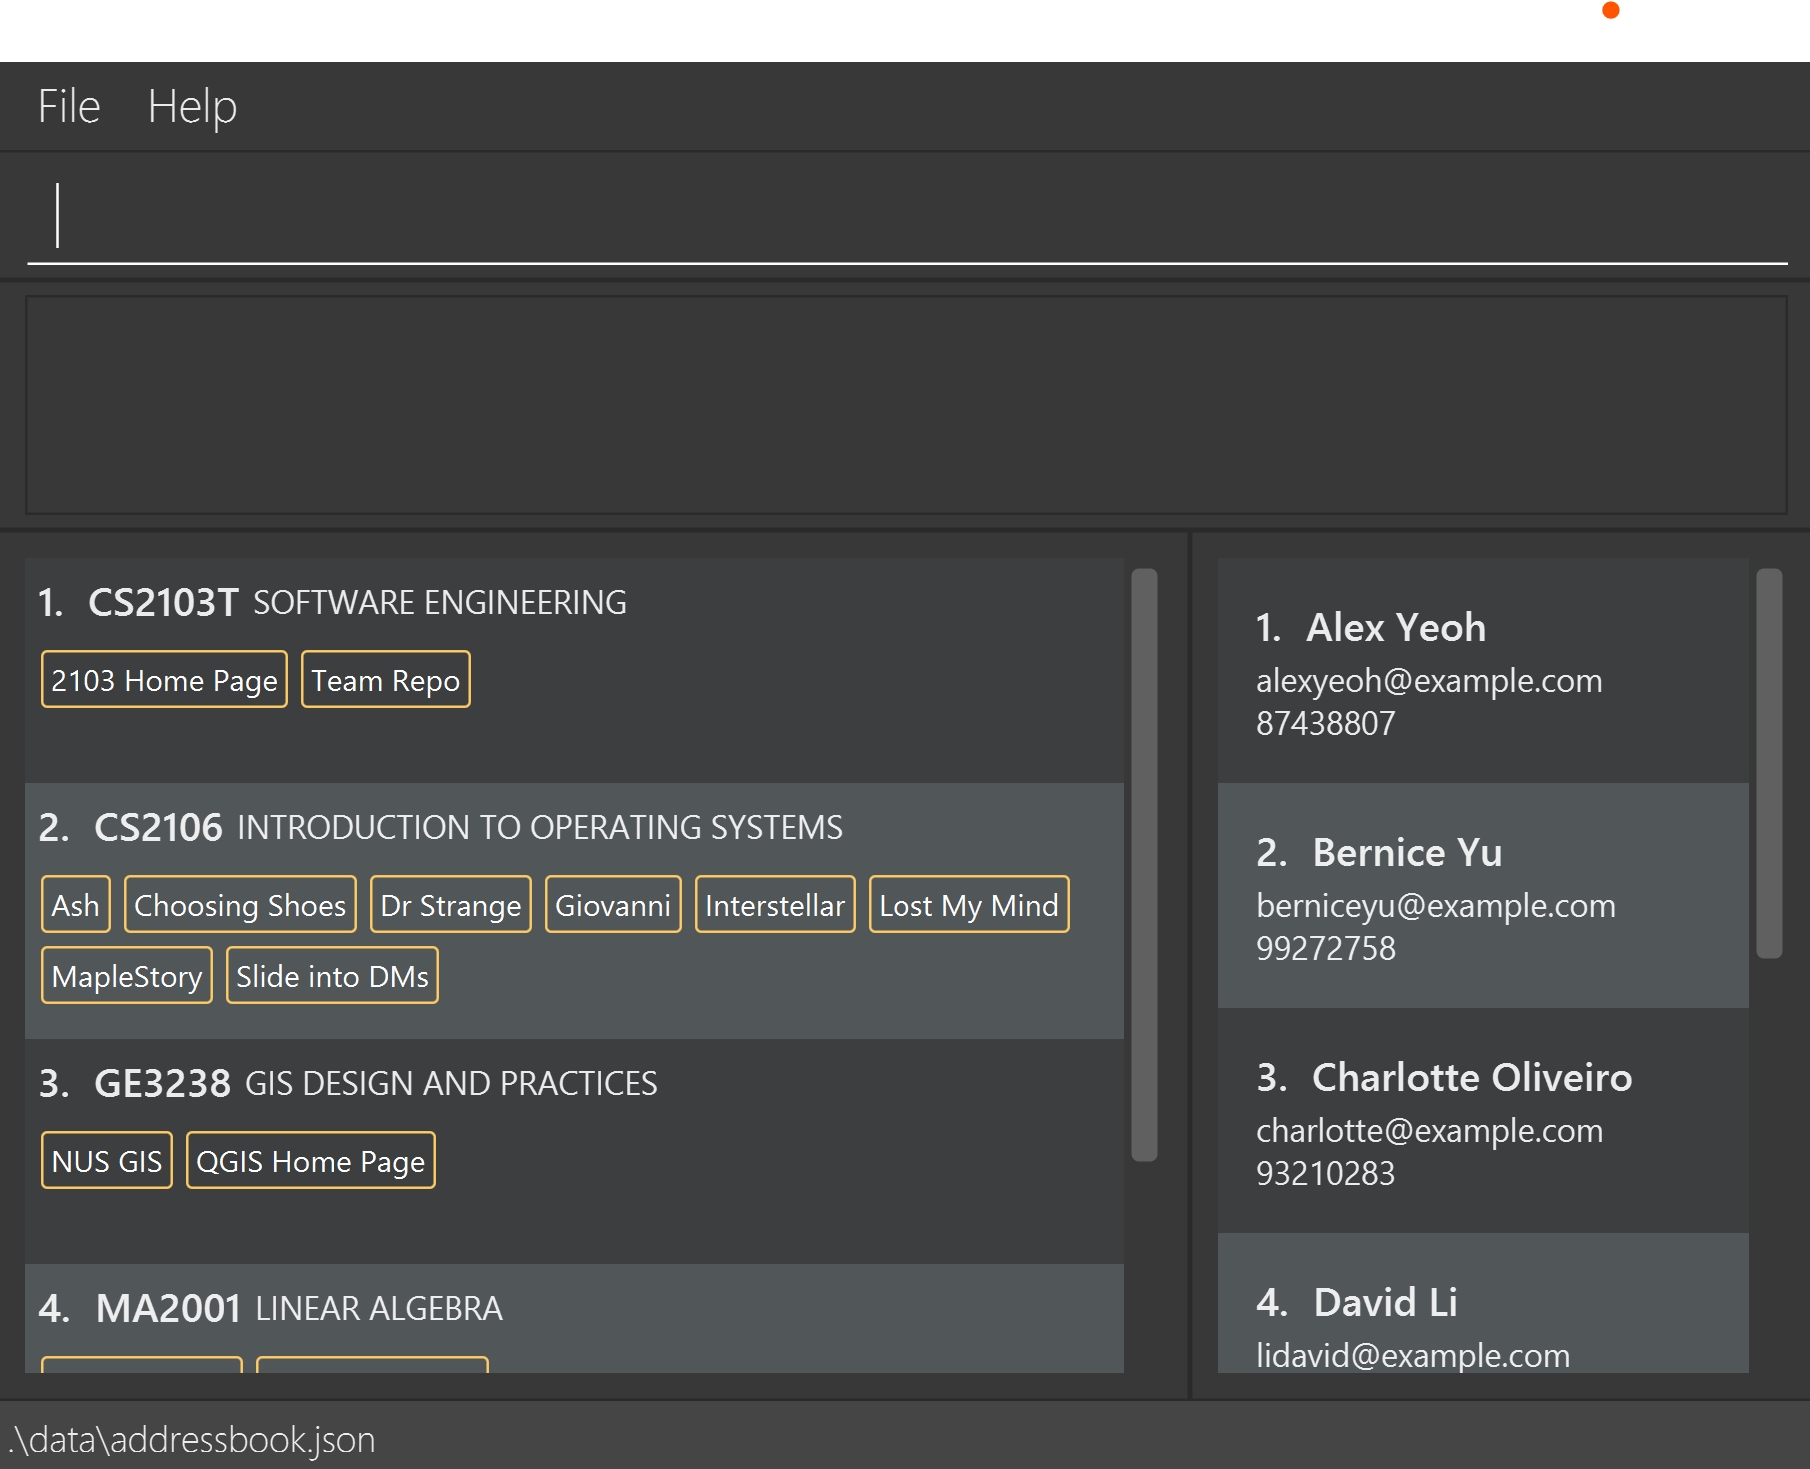 File Help
1. CS2103T SOFTWARE ENGINEERING
2103 Home Page Team Repo
2. CS2106 INTRODUCTION TO OPERATING SYSTEMS
Ash Choosing Shoes Dr Strange Giovanni Interstellar Lost My Mind
MapleStory Slide into DMs
3. GE3238 GIS DESIGN AND PRACTICES
NUS GIS QGIS Home Page
4. MA2001 LINEAR ALGEBRA
1. Alex Yeoh
alexyeoh@example.com
87438807
2. Bernice Yu
berniceyu@example.com
99272758
3. Charlotte Oliveiro
charlotte@example.com
93210283
4. David Li
lidavid@example.com
.\data\addressbook.json